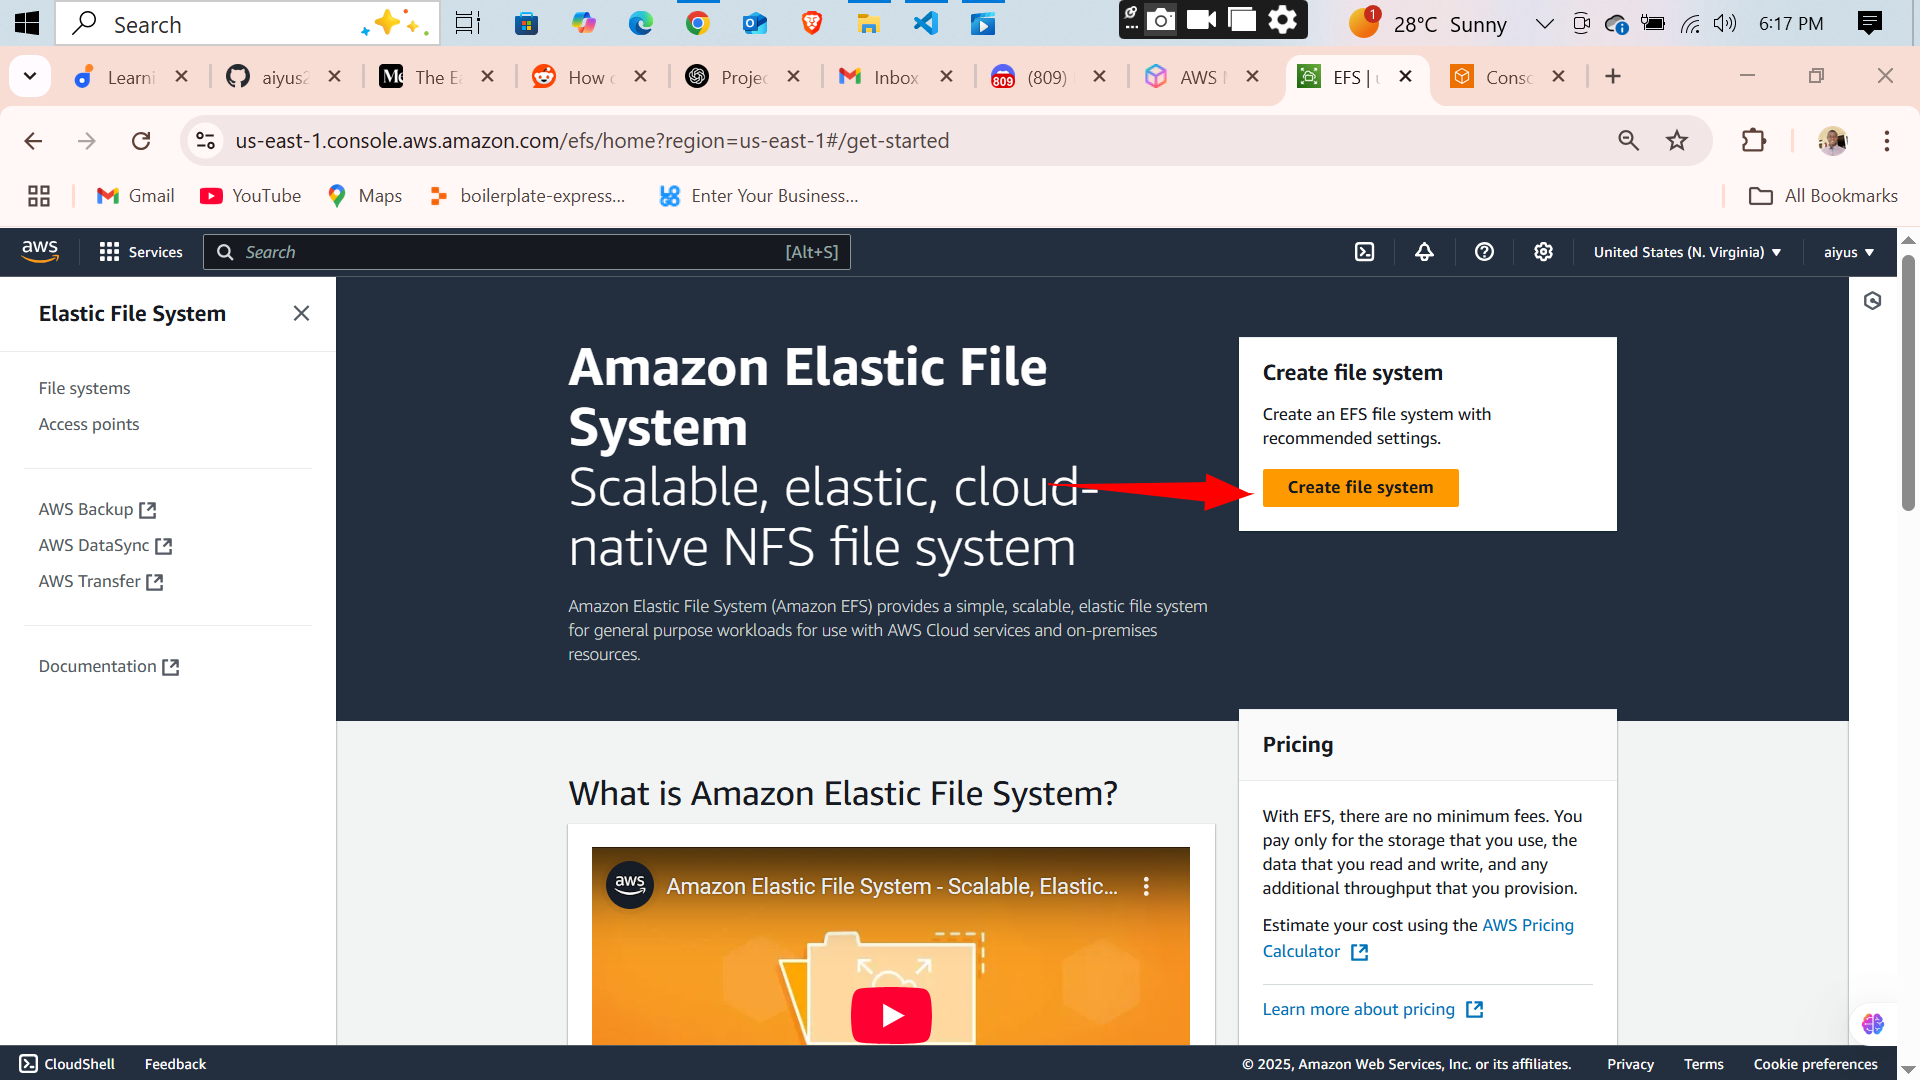 Search
28°C Sunny
1
6:17 PM
Learni
aiyus2
Me
The Ea
How
Projec
Inbox
809
(809)
AWS
EFS | u
Conso
us-east-1.console.aws.amazon.com/efs/home?region=us-east-1#/get-started
Gmail
YouTube
Maps
boilerplate-express...
Enter Your Business...
All Bookmarks
aws
Services
Search
[Alt+S]
United States (N. Virginia)
aiyus
Elastic File System
File systems
Access points
AWS Backup
AWS DataSync
AWS Transfer
Documentation
Amazon Elastic File
System
Scalable, elastic, cloud-
native NFS file system
Amazon Elastic File System (Amazon EFS) provides a simple, scalable, elastic file system
for general purpose workloads for use with AWS Cloud services and on-premises
resources.
Create file system
Create an EFS file system with
recommended settings.
Create file system
What is Amazon Elastic File System?
aws
Amazon Elastic File System - Scalable, Elastic...
Pricing
With EFS, there are no minimum fees. You
pay only for the storage that you use, the
data that you read and write, and any
additional throughput that you provision.
Estimate your cost using the AWS Pricing
Calculator
Learn more about pricing
CloudShell
Feedback
© 2025, Amazon Web Services, Inc. or its affiliates.
Privacy
Terms
Cookie preferences